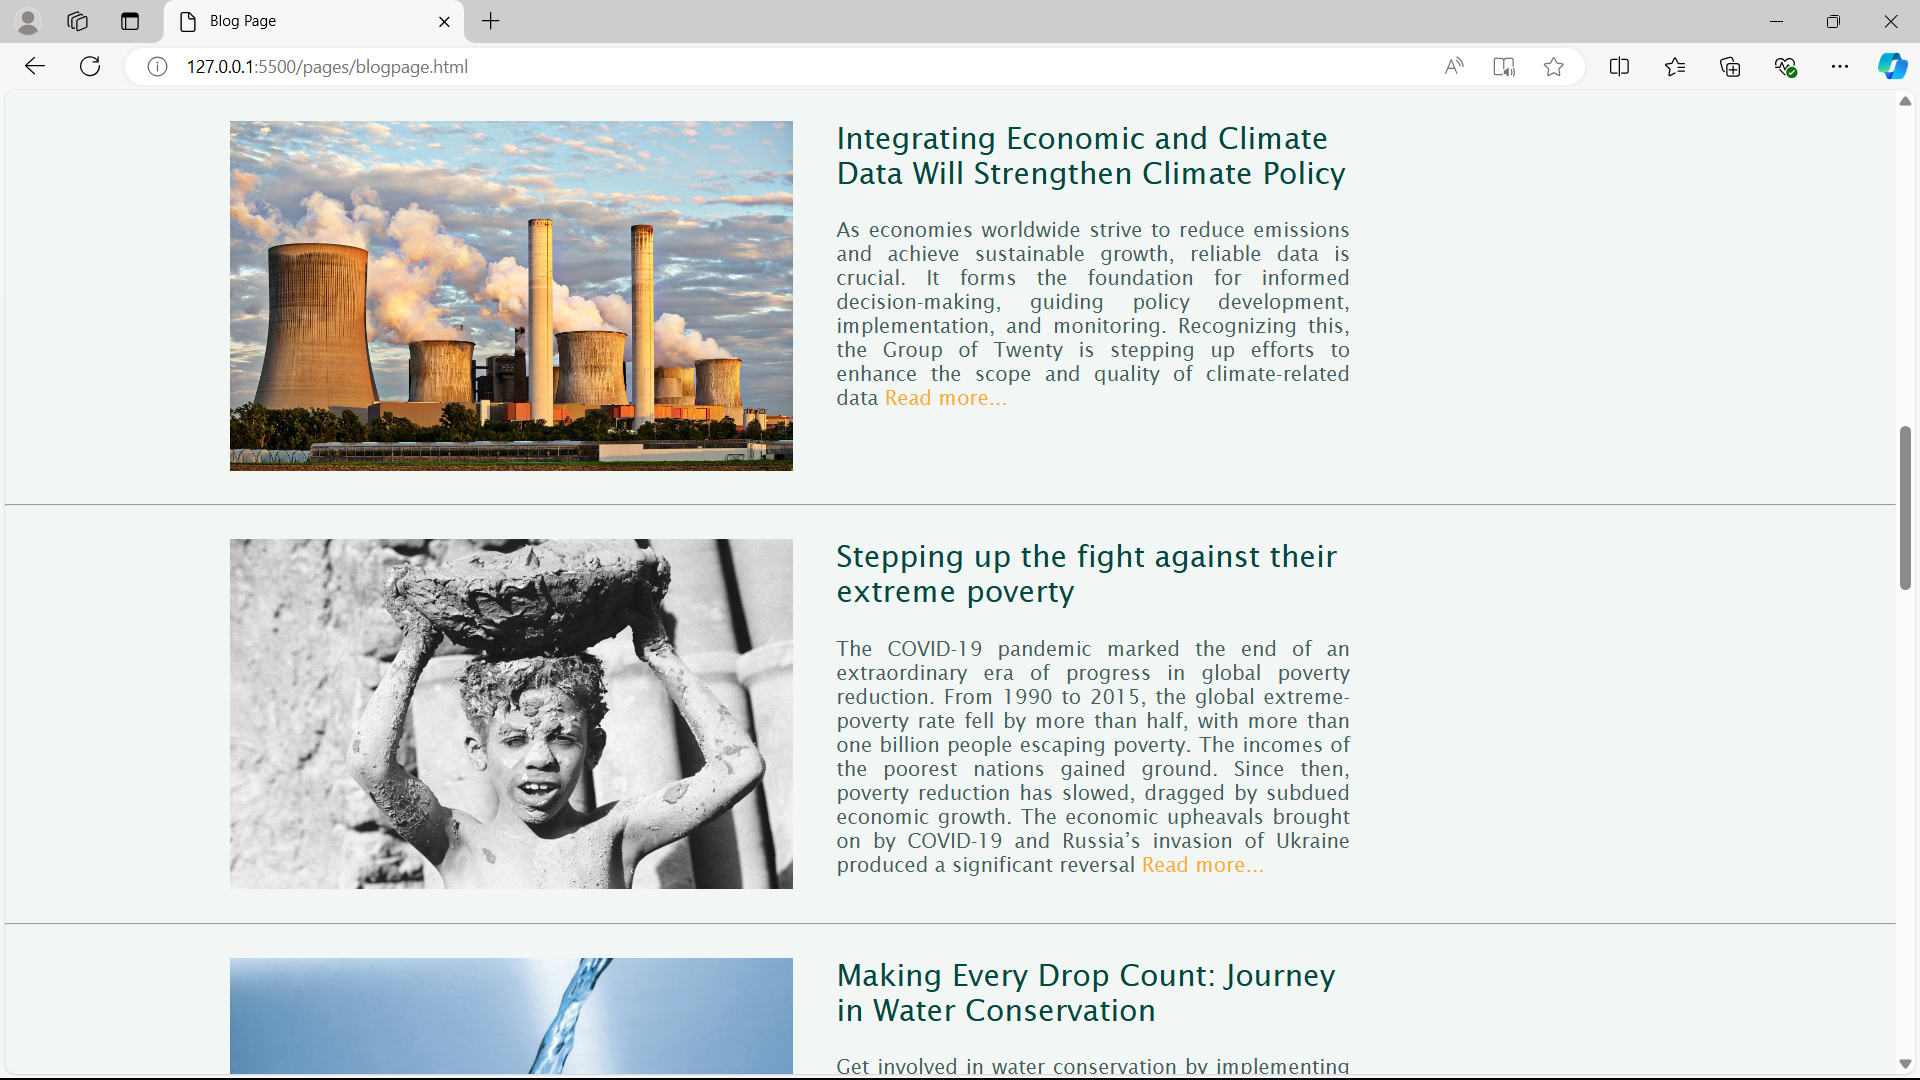 Blog Page
127.0.0.1:5500/pages/blogpage.html
Integrating Economic and Climate
Data Will Strengthen Climate Policy
As economies worldwide strive to reduce emissions
and achieve sustainable growth, reliable data is
crucial. It forms the foundation for informed
decision-making, guiding policy development,
implementation, and monitoring. Recognizing this,
the Group of Twenty is stepping up efforts to
enhance the scope and quality of climate-related
data Read more...
Stepping up the fight against their
extreme poverty
The COVID-19 pandemic marked the end of an
extraordinary era of progress in global poverty
reduction. From 1990 to 2015, the global extreme-
poverty rate fell by more than half, with more than
one billion people escaping poverty. The incomes of
the poorest nations gained ground. Since then,
poverty reduction has slowed, dragged by subdued
economic growth. The economic upheavals brought
on by COVID-19 and Russia’s invasion of Ukraine
produced a significant reversal Read more...
Making Every Drop Count: Journey
in Water Conservation
Get involved in water conservation by implementing